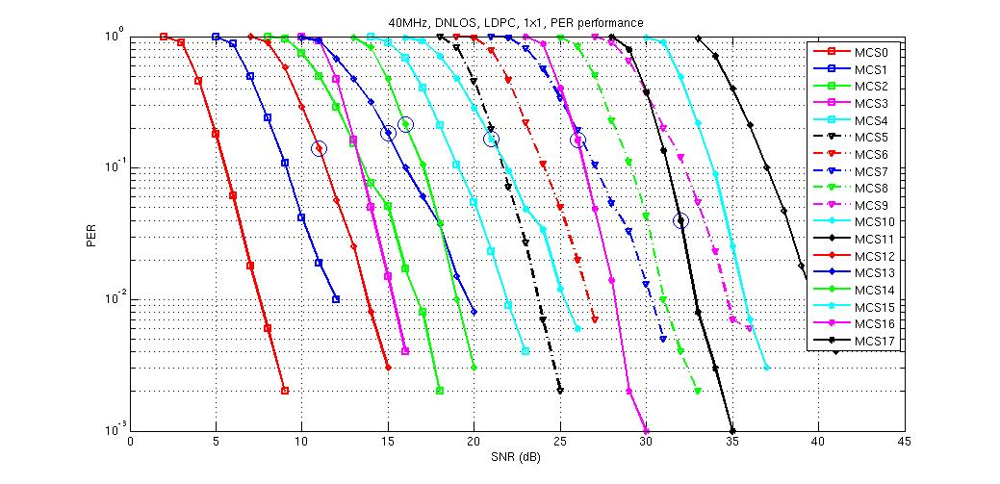 40MHz, DNLOS, LDPC, 1x1, PER performance
10^0
10^-1
10^-2
10^-3
PER
0 5 10 15 20 25 30 35 40 45
SNR (dB)
MCS0
MCS1
MCS2
MCS3
MCS4
MCS5
MCS6
MCS7
MCS8
MCS9
MCS10
MCS11
MCS12
MCS13
MCS14
MCS15
MCS16
MCS17